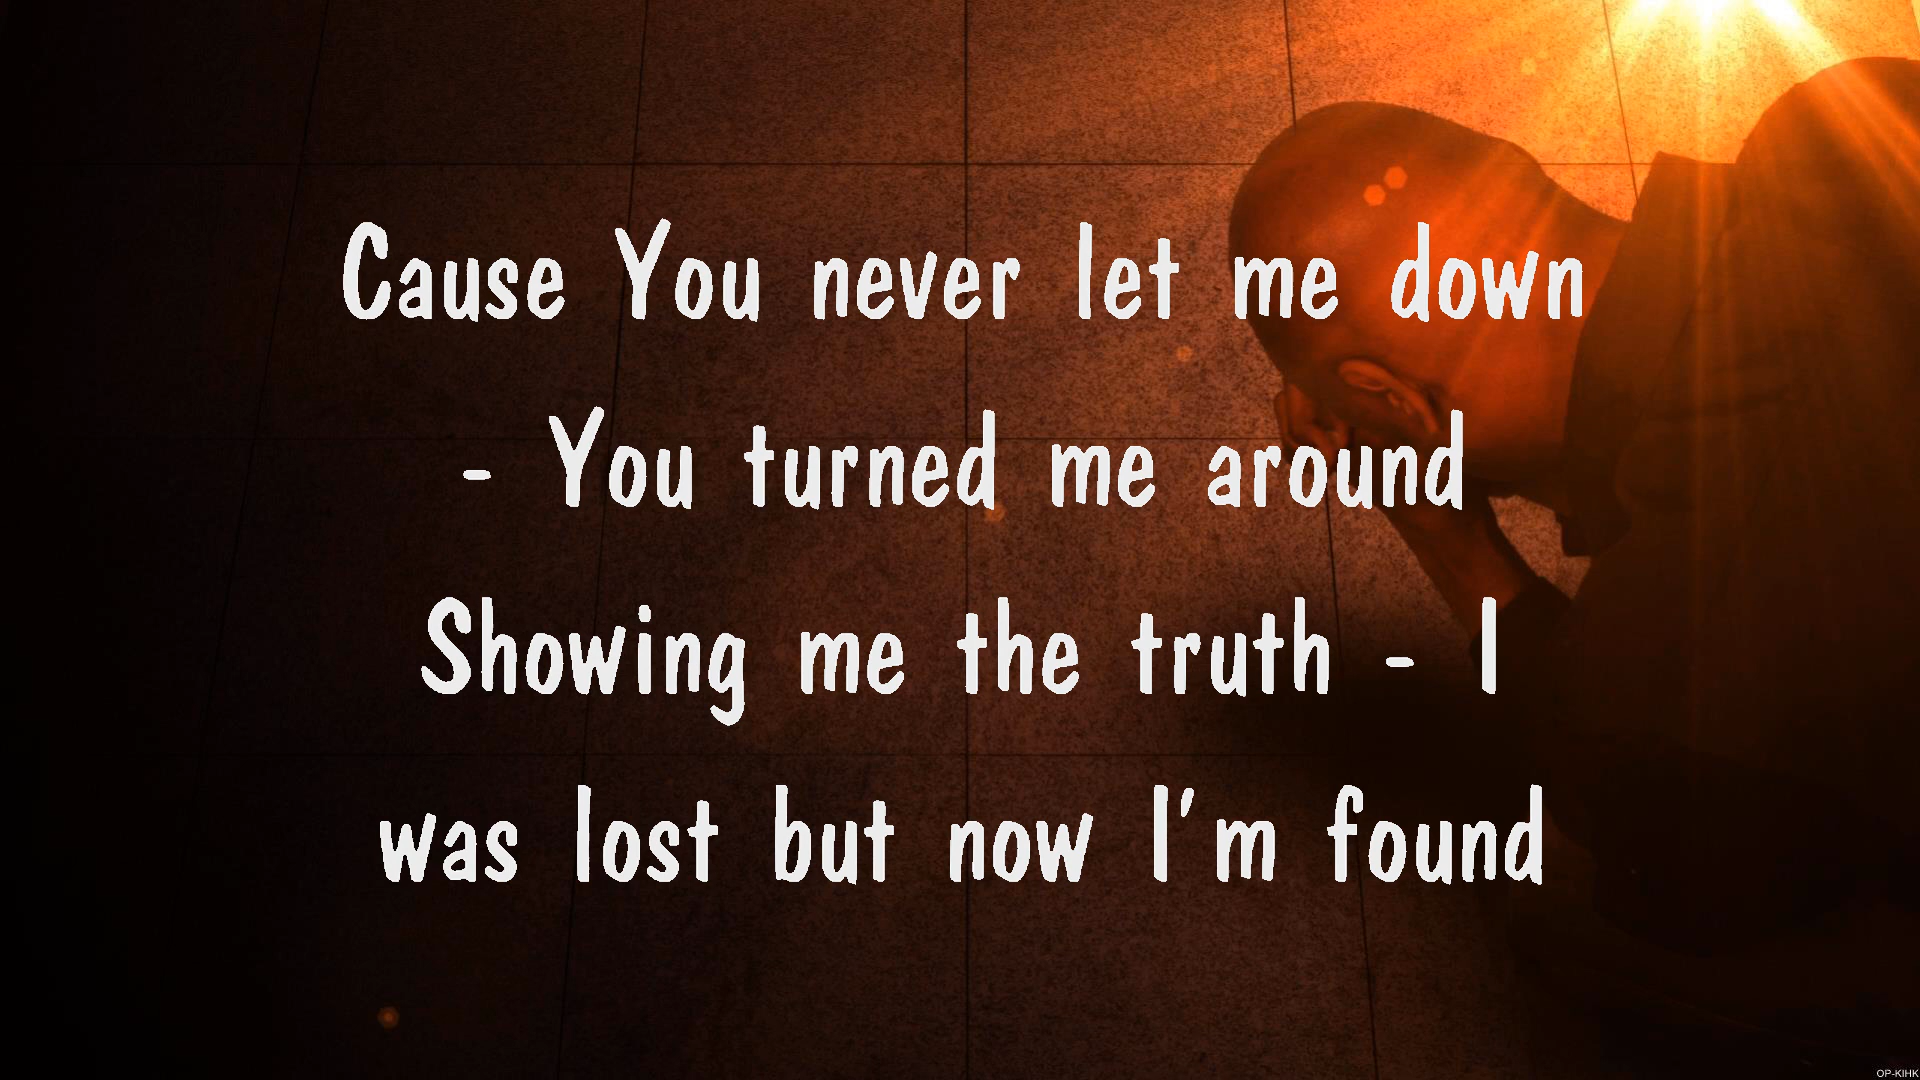 Cause You never let me down
- You turned me around
Showing me the truth - I
was lost but now I'm found
OP-KIHK